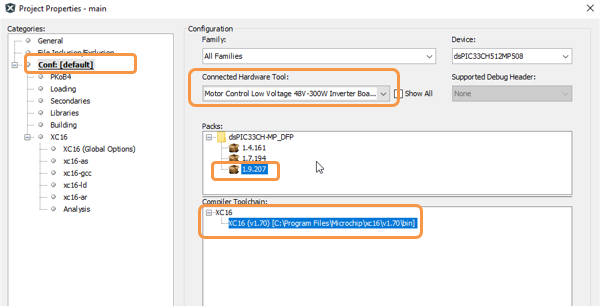 Project Properties - main
Categories:
General
File Inclusion/Exclusion
Conf: [default]
PKoB4
Loading
Secondaries
Libraries
Building
XC16
XC16 (Global Options)
xc16-as
xc16-gcc
xc16-ld
xc16-ar
Analysis
Configuration
Family:
All Families
Device:
dsPIC33CH512MP508
Connected Hardware Tool:
Motor Control Low Voltage 48V-300W Inverter Boa...
Show All
Supported Debug Header:
None
Packs:
dsPIC33CH-MP_DFP
1.4.161
1.7.194
1.9.207
Compiler Toolchain:
XC16
XC16 (v1.70) [C:\Program Files\Microchip\xc16\v1.70\bin]